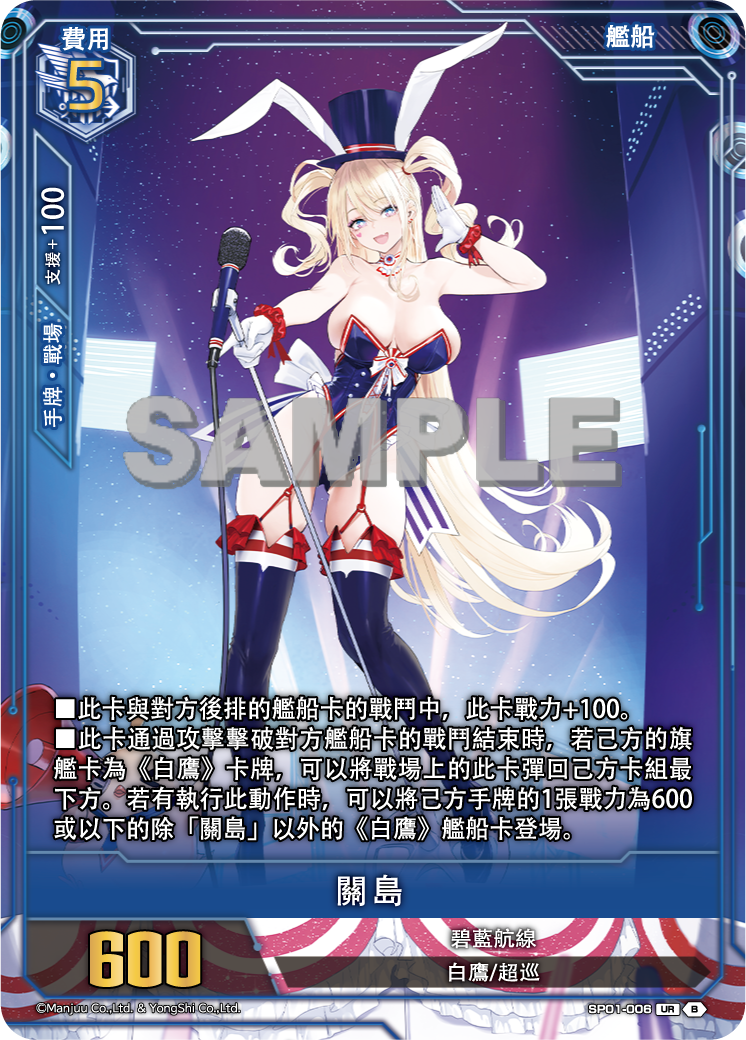 費用
5
艦船
支援+100
手牌・戰場
SAMPLE
■此卡與對方後排的艦船卡的戰鬥中，此卡戰力+100。
■此卡通過攻擊擊破對方艦船卡的戰鬥結束時，若己方的旗
艦卡為《白鷹》卡牌，可以將戰場上的此卡彈回己方卡組最
下方。若有執行此動作時，可以將己方手牌的1張戰力為600
或以下的除「關島」以外的《白鷹》艦船卡登場。
關島
600
碧藍航線
白鷹/超巡
©Manjuu Co.,Ltd. & YongShi Co.,Ltd.
SP01-006 UR B